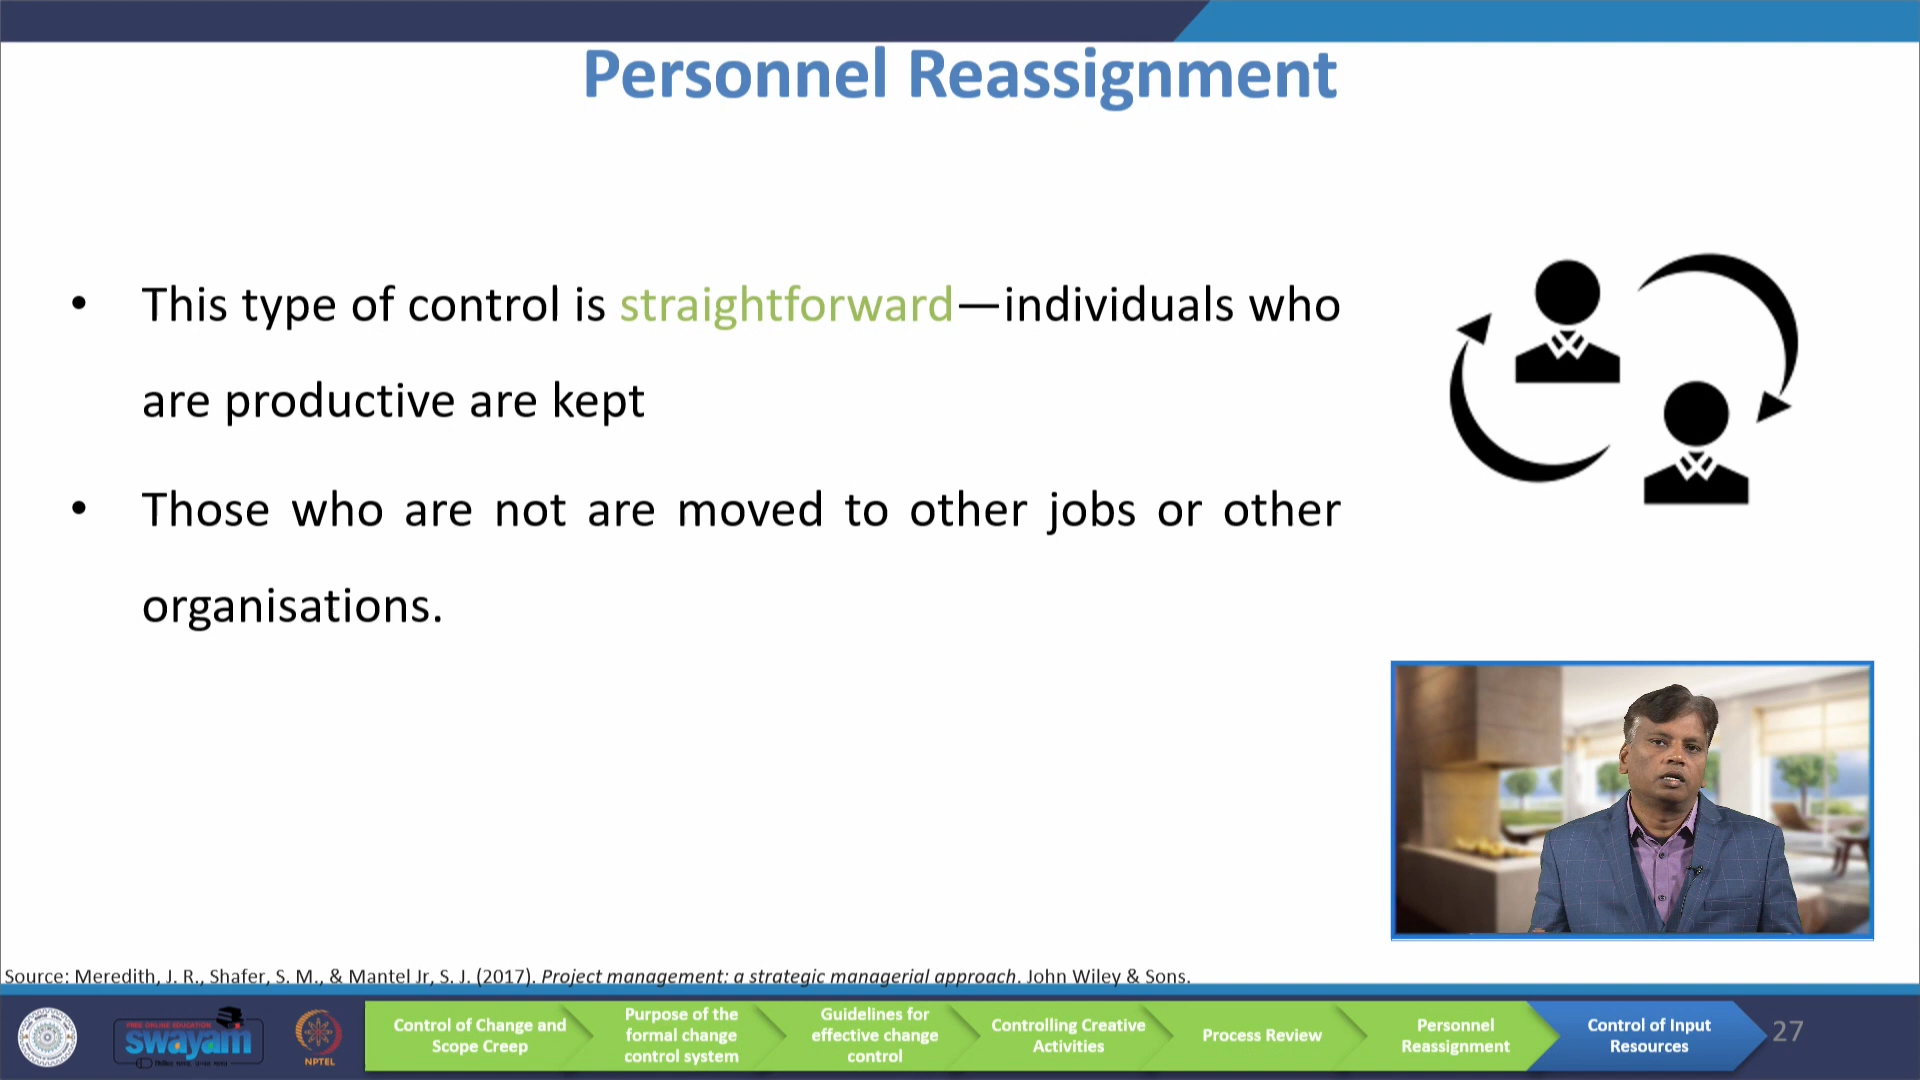 Personnel Reassignment
• This type of control is straightforward—individuals who
are productive are kept
• Those who are not are moved to other jobs or other
organisations.
Source: Meredith, J. R., Shafer, S. M., & Mantel Jr, S. J. (2017). Project management: a strategic managerial approach. John Wiley & Sons.
FREE ONLINE EDUCATION
swayam
NPTEL
Control of Change and
Scope Creep
Purpose of the
formal change
control system
Guidelines for
effective change
control
Controlling Creative
Activities
Process Review
Personnel
Reassignment
Control of Input
Resources
27